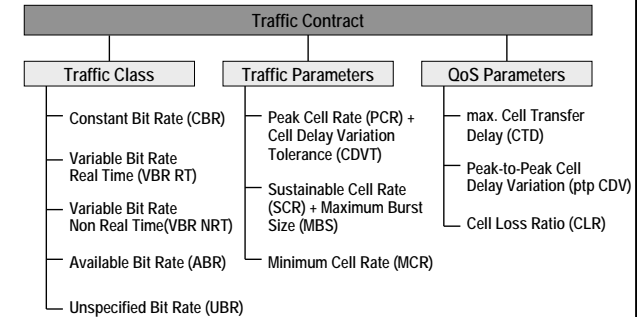 Traffic Contract
Traffic Class
Constant Bit Rate (CBR)
Variable Bit Rate
Real Time (VBR RT)
Variable Bit Rate
Non Real Time(VBR NRT)
Available Bit Rate (ABR)
Unspecified Bit Rate (UBR)
Traffic Parameters
Peak Cell Rate (PCR) +
Cell Delay Variation
Tolerance (CDVT)
Sustainable Cell Rate
(SCR) + Maximum Burst
Size (MBS)
Minimum Cell Rate (MCR)
QoS Parameters
max. Cell Transfer
Delay (CTD)
Peak-to-Peak Cell
Delay Variation (ptp CDV)
Cell Loss Ratio (CLR)